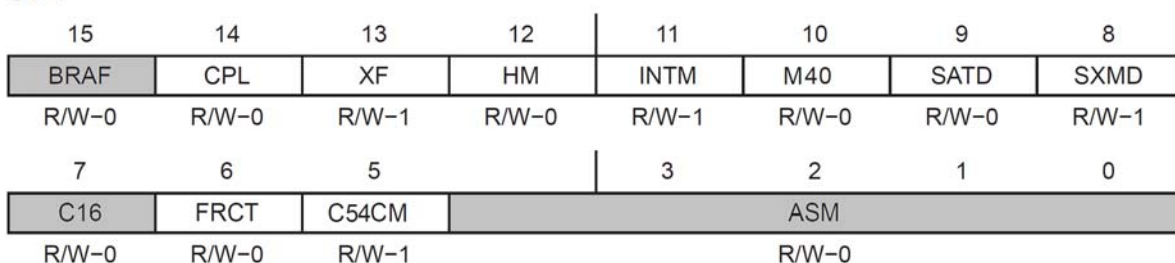 15 14 13 12 11 10 9 8
BRAF CPL XF HM INTM M40 SATD SXMD
R/W−0 R/W−0 R/W−1 R/W−0 R/W−1 R/W−0 R/W−0 R/W−1
7 6 5 3 2 1 0
C16 FRCT C54CM ASM
R/W−0 R/W−0 R/W−1 R/W−0